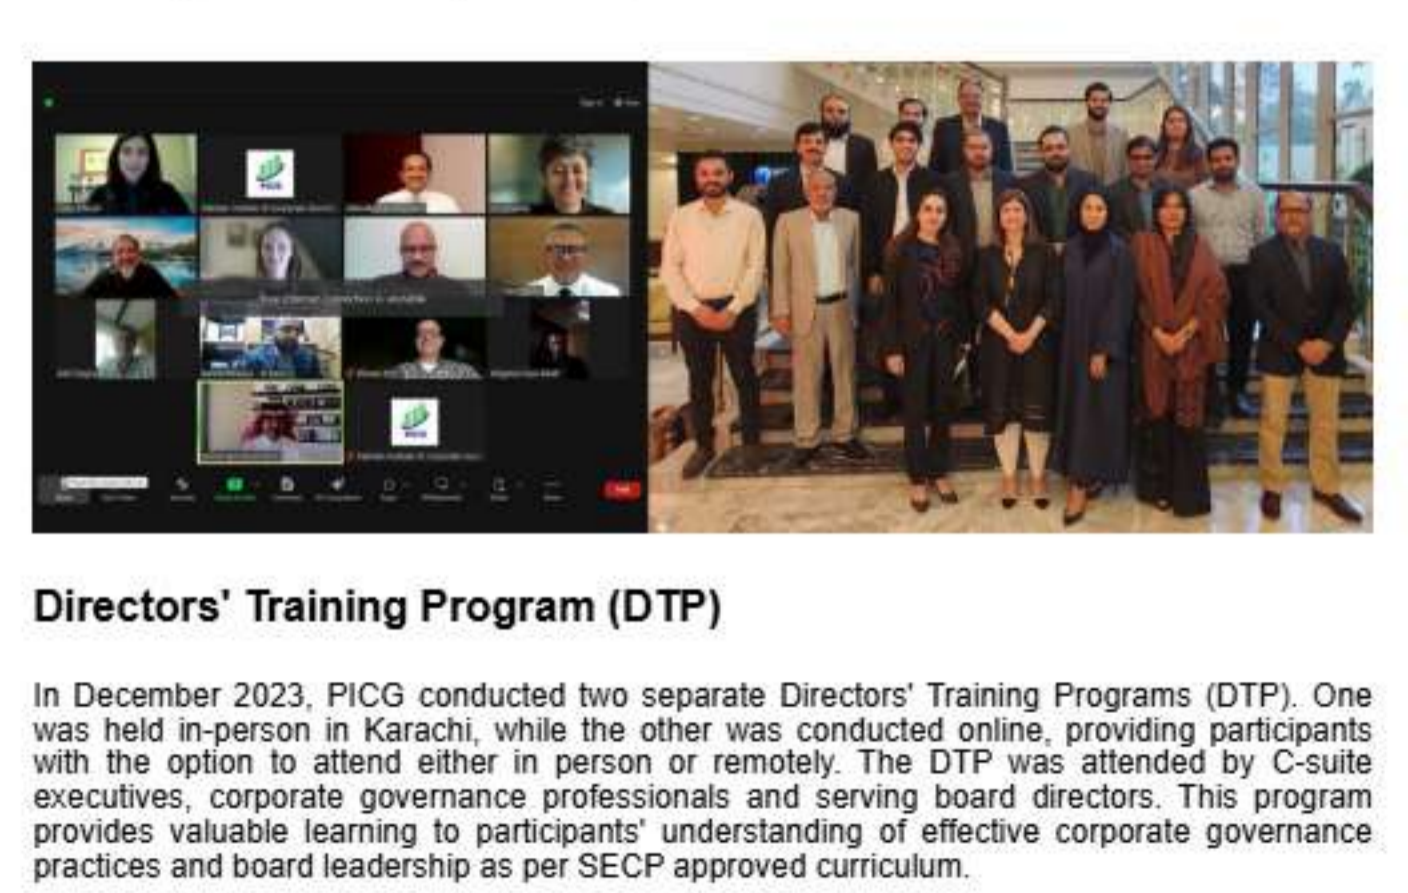 PICG
PICG
Directors' Training Program (DTP)
In December 2023, PICG conducted two separate Directors' Training Programs (DTP). One
was held in-person in Karachi, while the other was conducted online, providing participants
with the option to attend either in person or remotely. The DTP was attended by C-suite
executives, corporate governance professionals and serving board directors. This program
provides valuable learning to participants' understanding of effective corporate governance
practices and board leadership as per SECP approved curriculum.